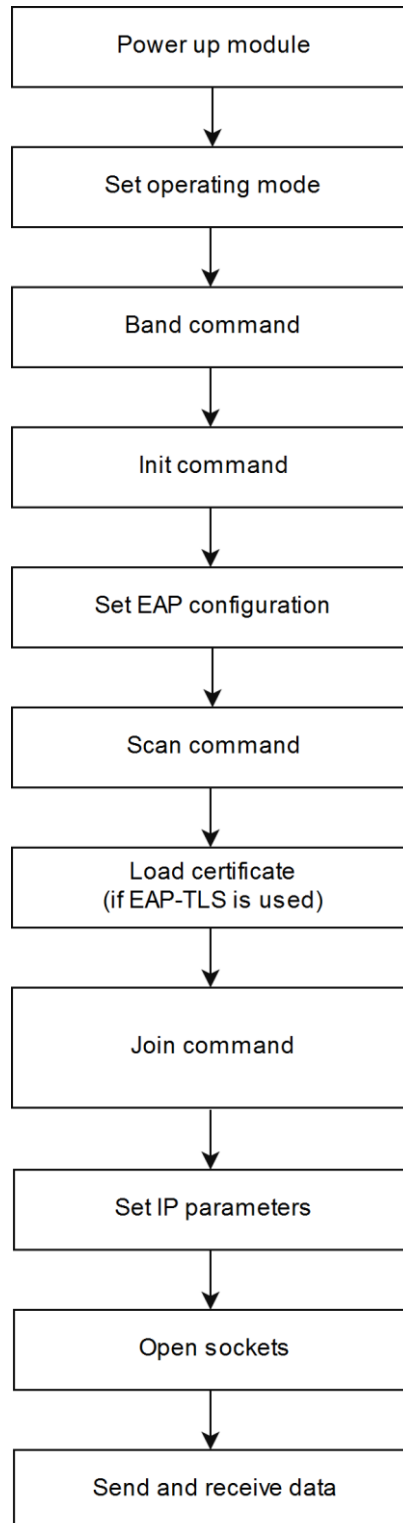 Power up module
Set operating mode
Band command
Init command
Set EAP configuration
Scan command
Load certificate
(if EAP-TLS is used)
Join command
Set IP parameters
Open sockets
Send and receive data